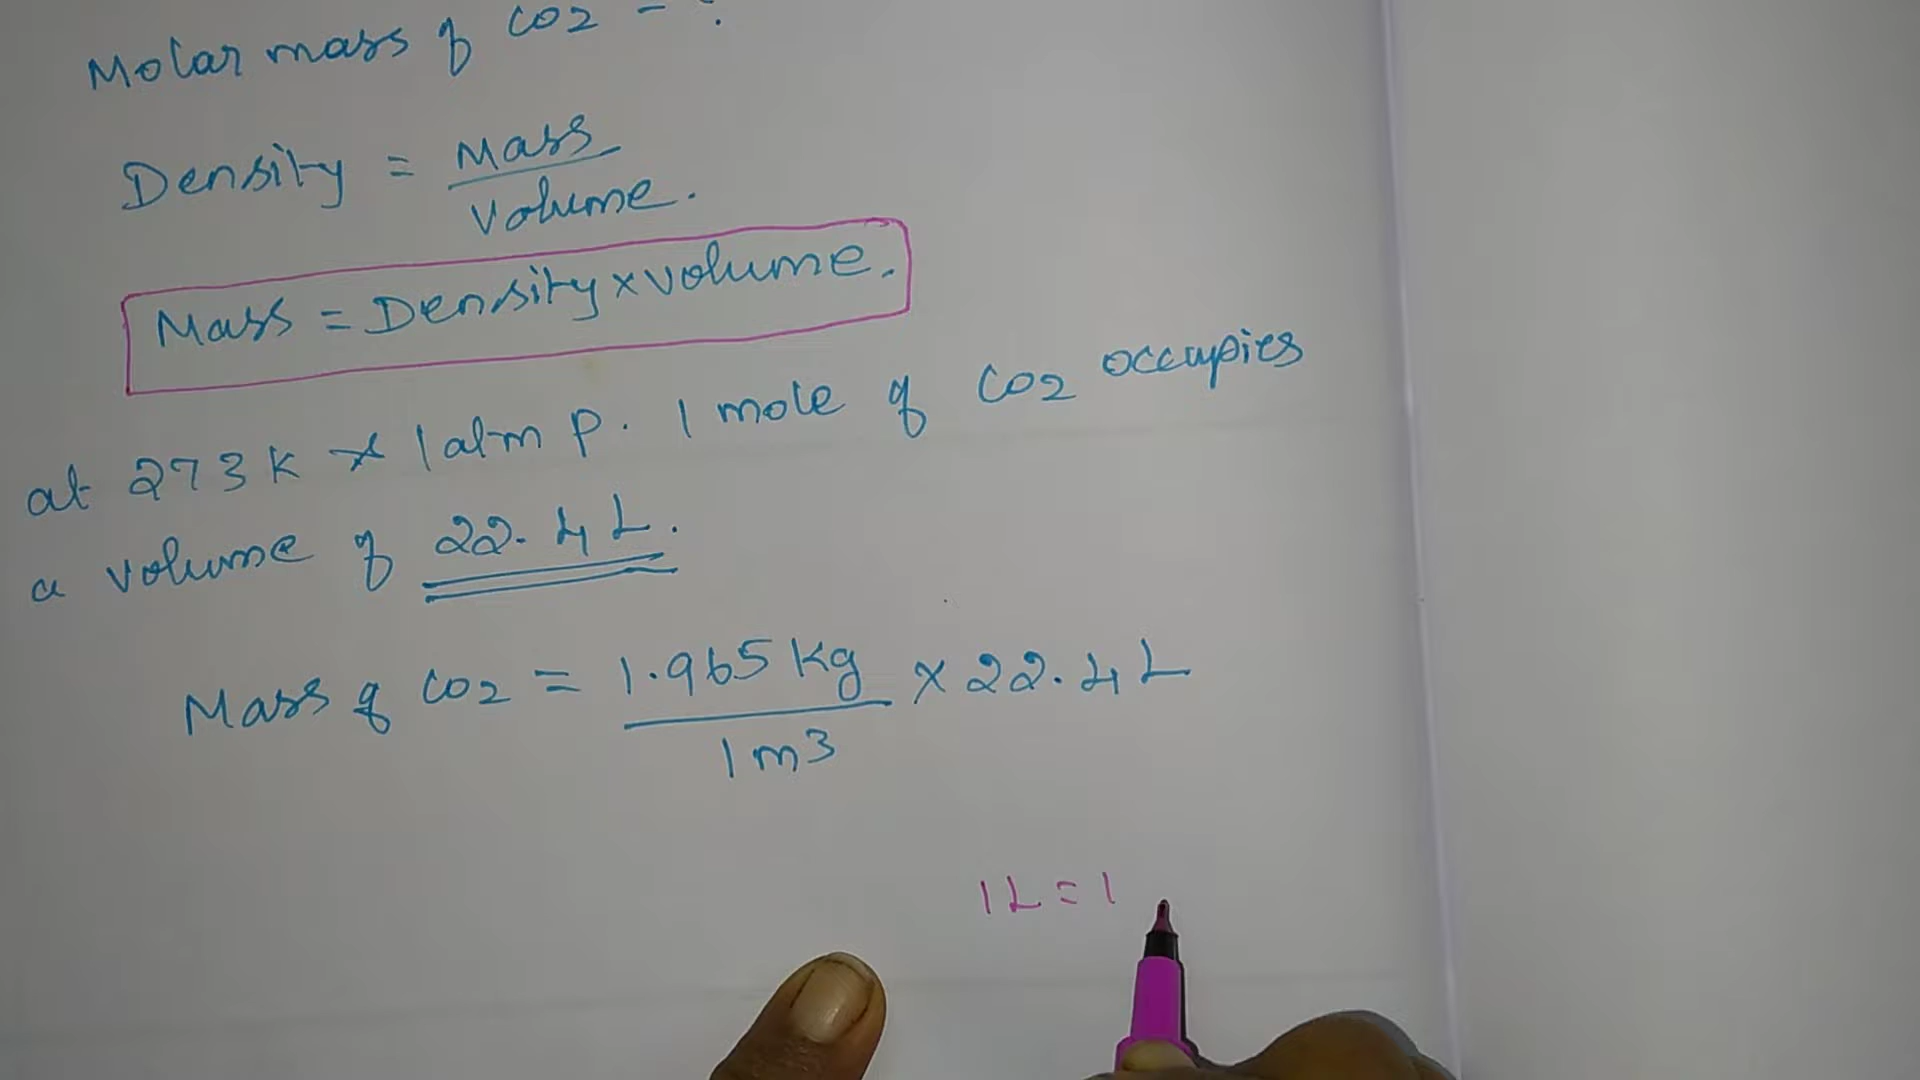 Molar mass of CO2 = ?
Density = Mass
Volume.
Mass = Density x volume.
at 273 K & 1 atm P. 1 mole of CO2 occupies
a volume of 22.4 L.
Mass of CO2 = 1.965 kg x 22.4 L
1 m3
1L = 1